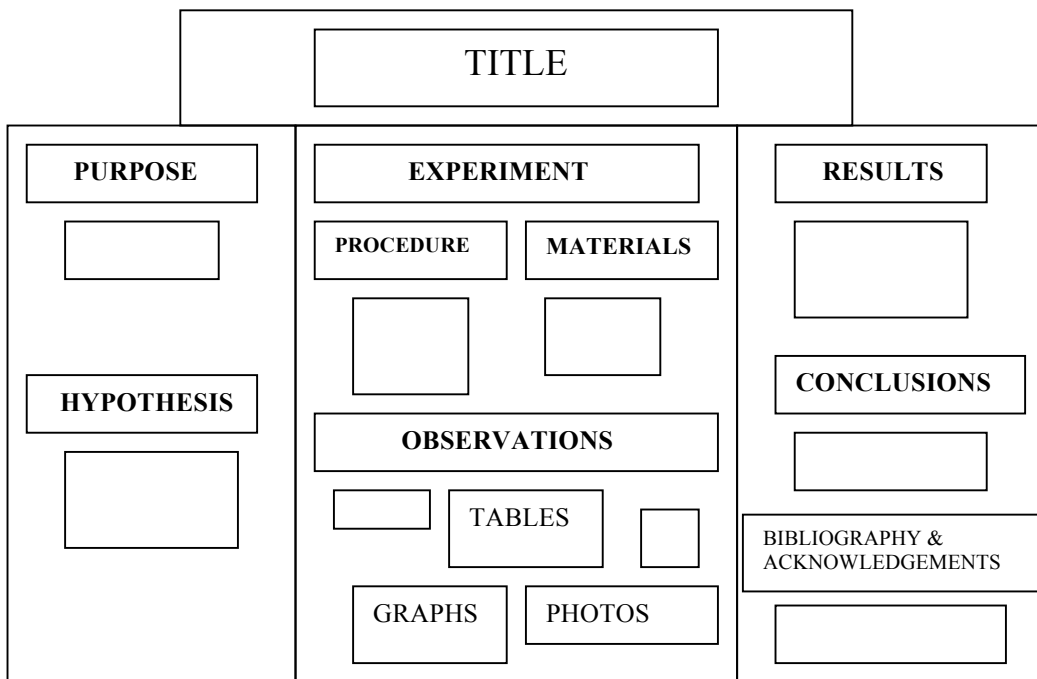 TITLE
PURPOSE
HYPOTHESIS
EXPERIMENT
PROCEDURE
MATERIALS
OBSERVATIONS
TABLES
GRAPHS
PHOTOS
RESULTS
CONCLUSIONS
BIBLIOGRAPHY &
ACKNOWLEDGEMENTS